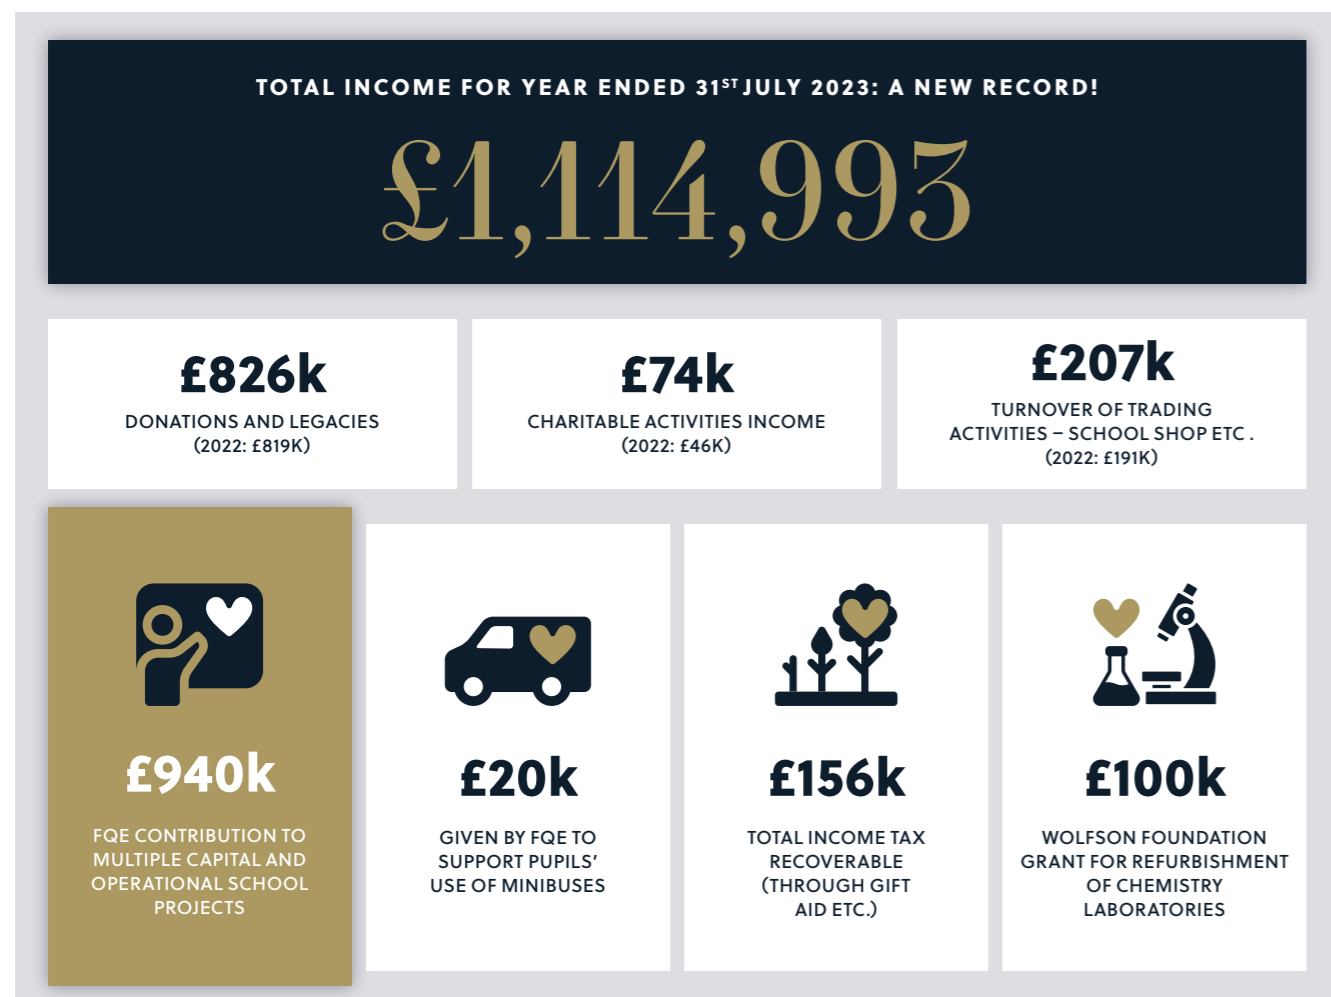 TOTAL INCOME FOR YEAR ENDED 31ST JULY 2023: A NEW RECORD!
£1,114,993
£826k
DONATIONS AND LEGACIES
(2022: £819K)
£74k
CHARITABLE ACTIVITIES INCOME
(2022: £46K)
£207k
TURNOVER OF TRADING
ACTIVITIES – SCHOOL SHOP ETC .
(2022: £191K)
£940k
FQE CONTRIBUTION TO
MULTIPLE CAPITAL AND
OPERATIONAL SCHOOL
PROJECTS
£20k
GIVEN BY FQE TO
SUPPORT PUPILS’
USE OF MINIBUSES
£156k
TOTAL INCOME TAX
RECOVERABLE
(THROUGH GIFT
AID ETC.)
£100k
WOLFSON FOUNDATION
GRANT FOR REFURBISHMENT
OF CHEMISTRY
LABORATORIES